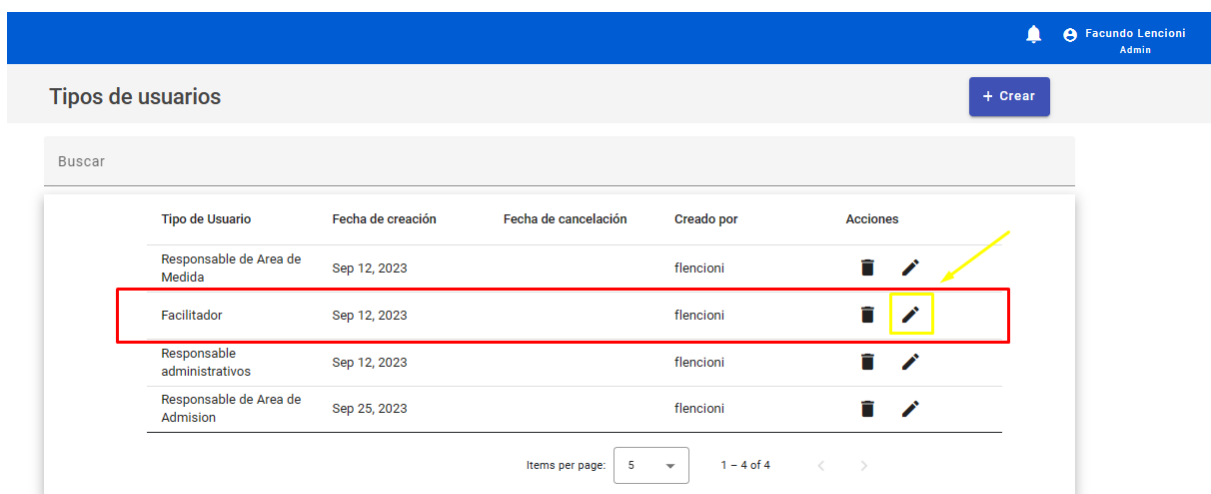 Facundo Lencioni
Admin
Tipos de usuarios
+ Crear
Buscar
Tipo de Usuario Fecha de creación Fecha de cancelación Creado por Acciones
Responsable de Area de
Medida
Sep 12, 2023 flencioni
Facilitador Sep 12, 2023 flencioni
Responsable
administrativos
Sep 12, 2023 flencioni
Responsable de Area de
Admision
Sep 25, 2023 flencioni
Items per page: 5 1 – 4 of 4